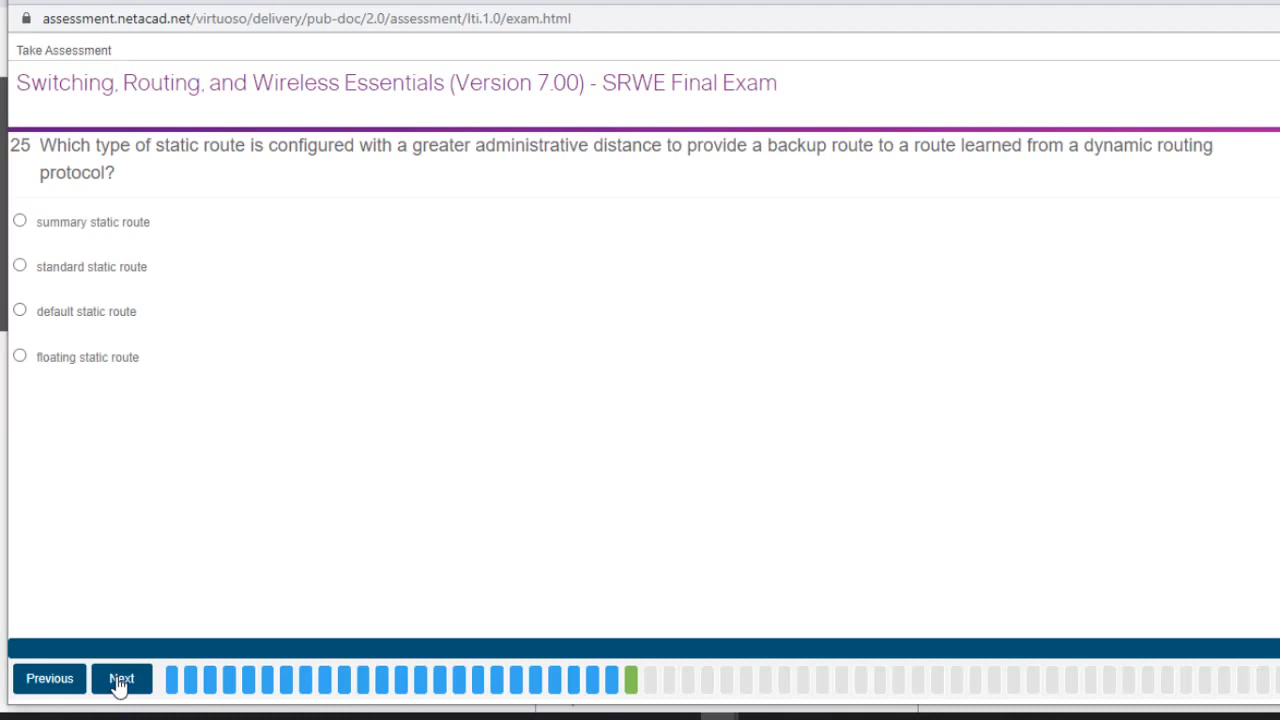 assessment.netacad.net/virtuoso/delivery/pub-doc/2.0/assessment/lti.1.0/exam.html
Take Assessment
Switching, Routing, and Wireless Essentials (Version 7.00) - SRWE Final Exam
25 Which type of static route is configured with a greater administrative distance to provide a backup route to a route learned from a dynamic routing
protocol?
summary static route
standard static route
default static route
floating static route
Previous Next